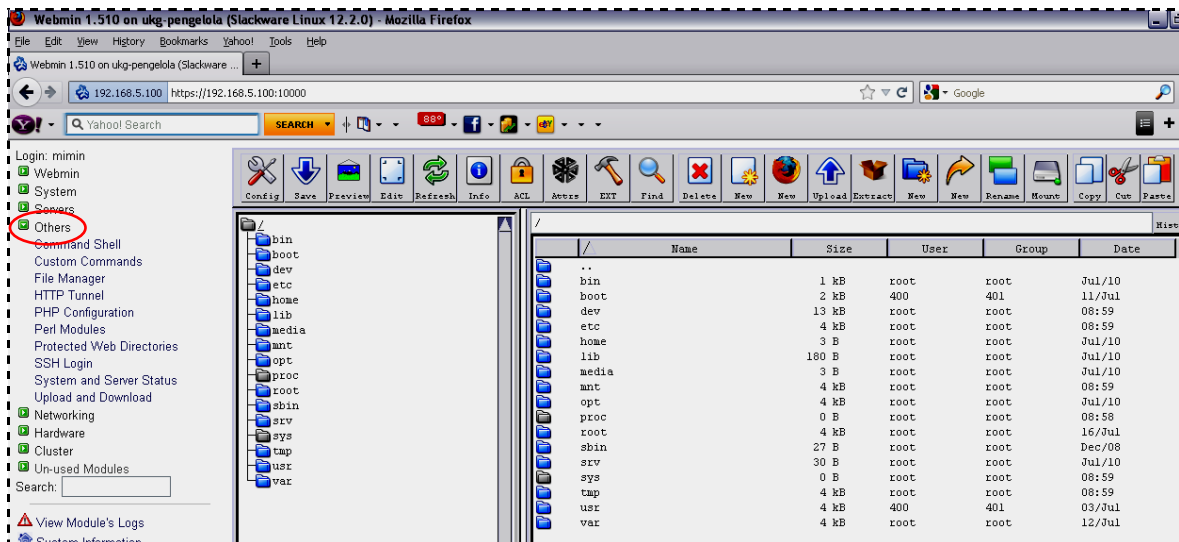 Webmin 1.510 on ukg-pengelola (Slackware Linux 12.2.0) - Mozilla Firefox
File Edit View History Bookmarks Yahoo! Tools Help
Webmin 1.510 on ukg-pengelola (Slackware ... +
192.168.5.100 https://192.168.5.100:10000 Google
Y! Yahoo! Search SEARCH 88° f ebY
Login: mimin
Webmin
System
Servers
Others
Command Shell
Custom Commands
File Manager
HTTP Tunnel
PHP Configuration
Perl Modules
Protected Web Directories
SSH Login
System and Server Status
Upload and Download
Networking
Hardware
Cluster
Un-used Modules
Search:
View Module's Logs
System Information
Config Save Preview Edit Refresh Info ACL Attrs EXT Find Delete New New Upload Extract New New Rename Mount Copy Cut Paste
/
bin
boot
dev
etc
home
lib
media
mnt
opt
proc
root
sbin
srv
sys
tmp
usr
var
/ Hist
/ Name Size User Group Date
..
bin 1 kB root root Jul/10
boot 2 kB 400 401 11/Jul
dev 13 kB root root 08:59
etc 4 kB root root 08:59
home 3 B root root Jul/10
lib 180 B root root Jul/10
media 3 B root root Jul/10
mnt 4 kB root root 08:59
opt 4 kB root root Jul/10
proc 0 B root root 08:58
root 4 kB root root 16/Jul
sbin 27 B root root Dec/08
srv 30 B root root Jul/10
sys 0 B root root 08:59
tmp 4 kB root root 08:59
usr 4 kB 400 401 03/Jul
var 4 kB root root 12/Jul